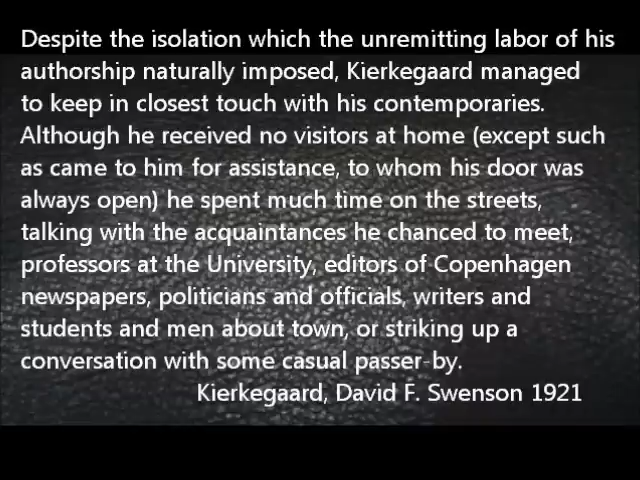 Despite the isolation which the unremitting labor of his
authorship naturally imposed, Kierkegaard managed
to keep in closest touch with his contemporaries.
Although he received no visitors at home (except such
as came to him for assistance, to whom his door was
always open) he spent much time on the streets,
talking with the acquaintances he chanced to meet,
professors at the University, editors of Copenhagen
newspapers, politicians and officials, writers and
students and men about town, or striking up a
conversation with some casual passer-by.
Kierkegaard, David F. Swenson 1921